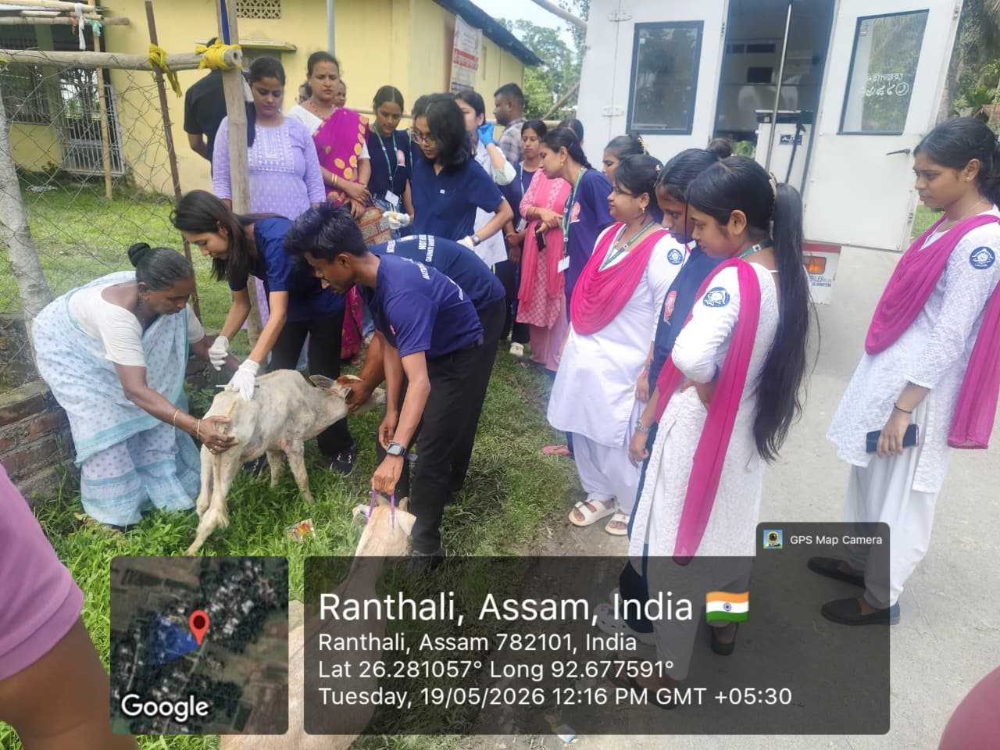 GPS Map Camera
Ranthali, Assam, India
Ranthali, Assam 782101, India
Lat 26.281057° Long 92.677591°
Tuesday, 19/05/2026 12:16 PM GMT +05:30
Google